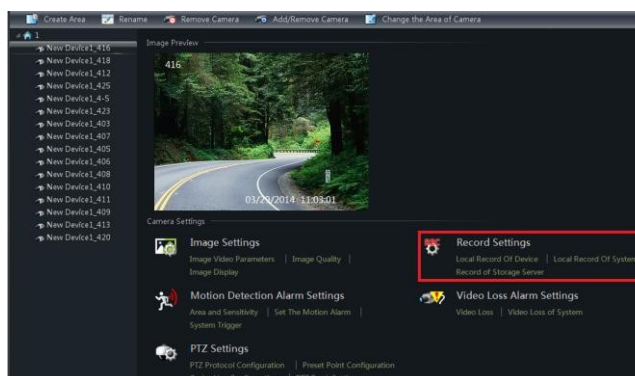 Create Area Rename Remove Camera Add/Remove Camera Change the Area of Camera
1
New Device1_416
New Device1_418
New Device1_412
New Device1_425
New Device1_4-5
New Device1_423
New Device1_403
New Device1_407
New Device1_405
New Device1_406
New Device1_408
New Device1_410
New Device1_411
New Device1_409
New Device1_413
New Device1_420
Image Preview
416
03/29/2014 11:03:01
Camera Settings
Image Settings
Image Video Parameters | Image Quality |
Image Display
Record Settings
Local Record Of Device | Local Record Of System
Record of Storage Server
Motion Detection Alarm Settings
Area and Sensitivity | Set The Motion Alarm |
System Trigger
Video Loss Alarm Settings
Video Loss | Video Loss of System
PTZ Settings
PTZ Protocol Configuration | Preset Point Configuration